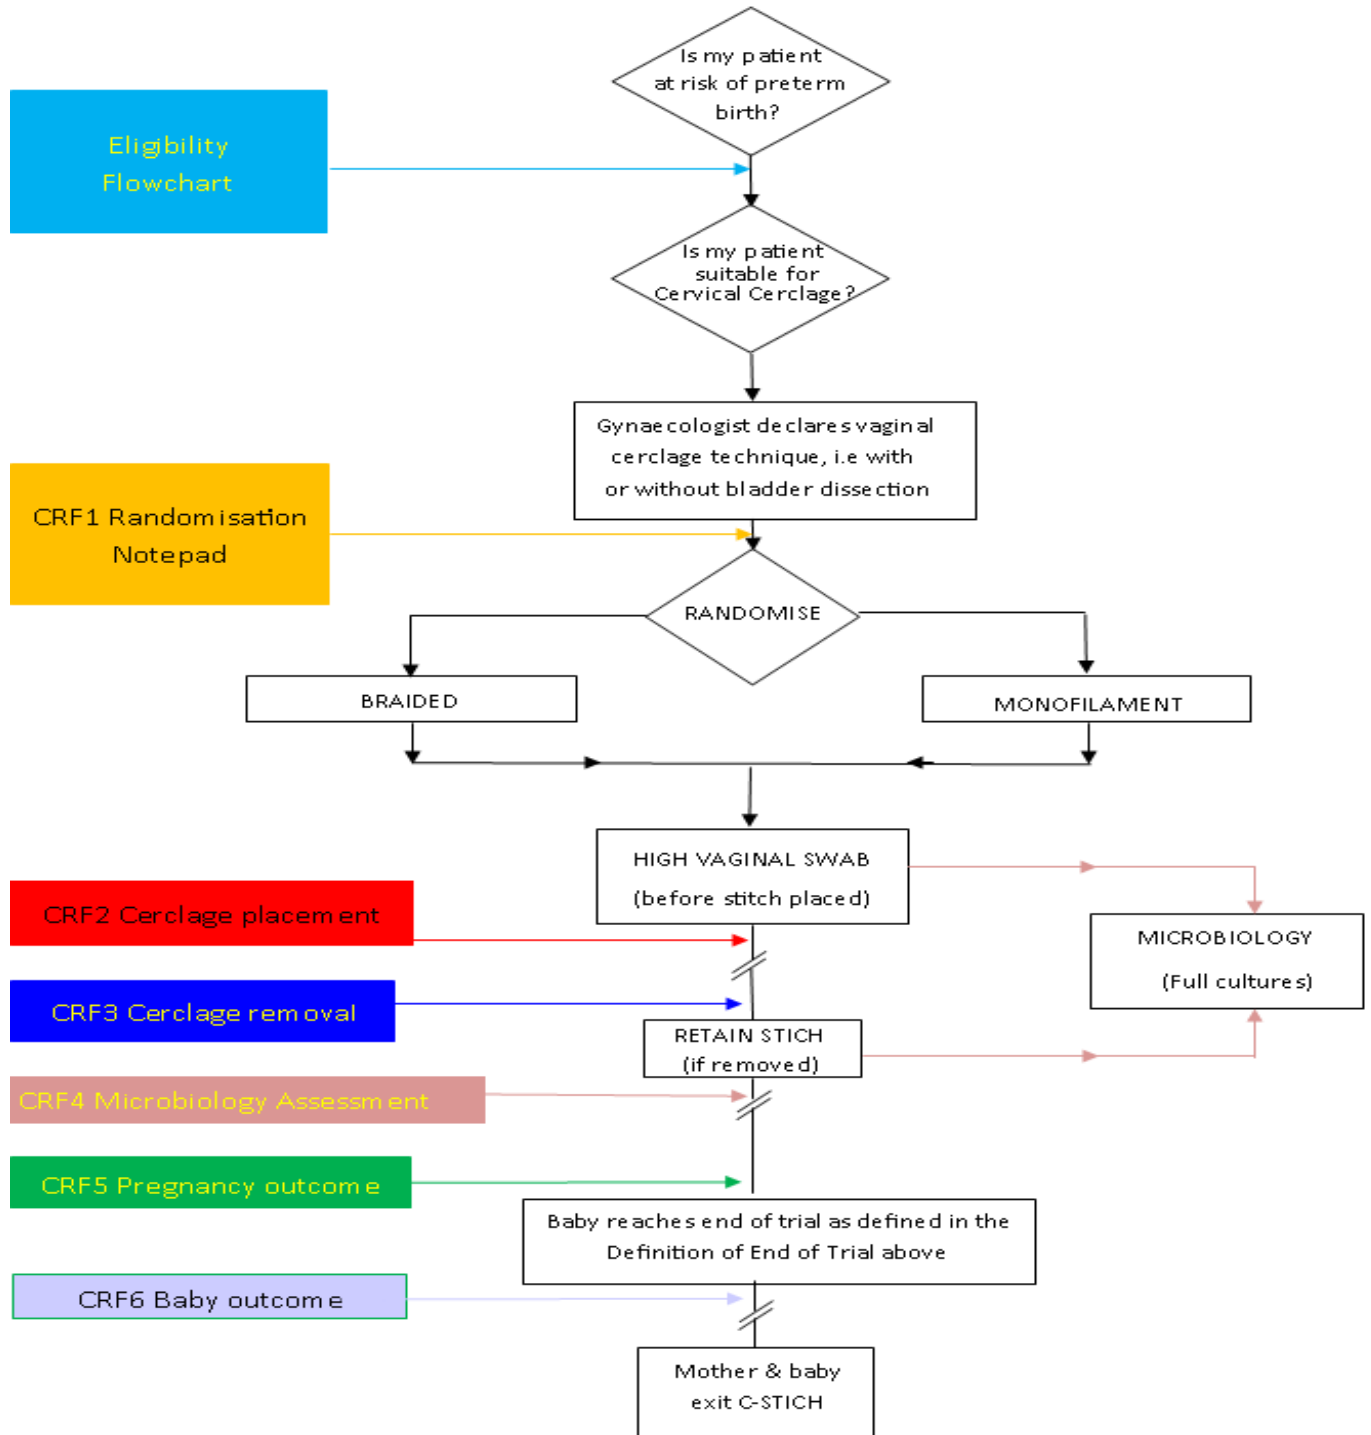 Is my patient
at risk of preterm
birth?
Eligibility
Flowchart
Is my patient
suitable for
Cervical Cerclage?
Gynaecologist declares vaginal
cerclage technique, i.e with
or without bladder dissection
CRF1 Randomisation
Notepad
RANDOMISE
BRAIDED
MONOFILAMENT
HIGH VAGINAL SWAB
(before stitch placed)
CRF2 Cerclage placement
MICROBIOLOGY
(Full cultures)
CRF3 Cerclage removal
RETAIN STICH
(if removed)
CRF4 Microbiology Assessment
CRF5 Pregnancy outcome
Baby reaches end of trial as defined in the
Definition of End of Trial above
CRF6 Baby outcome
Mother & baby
exit C-STICH